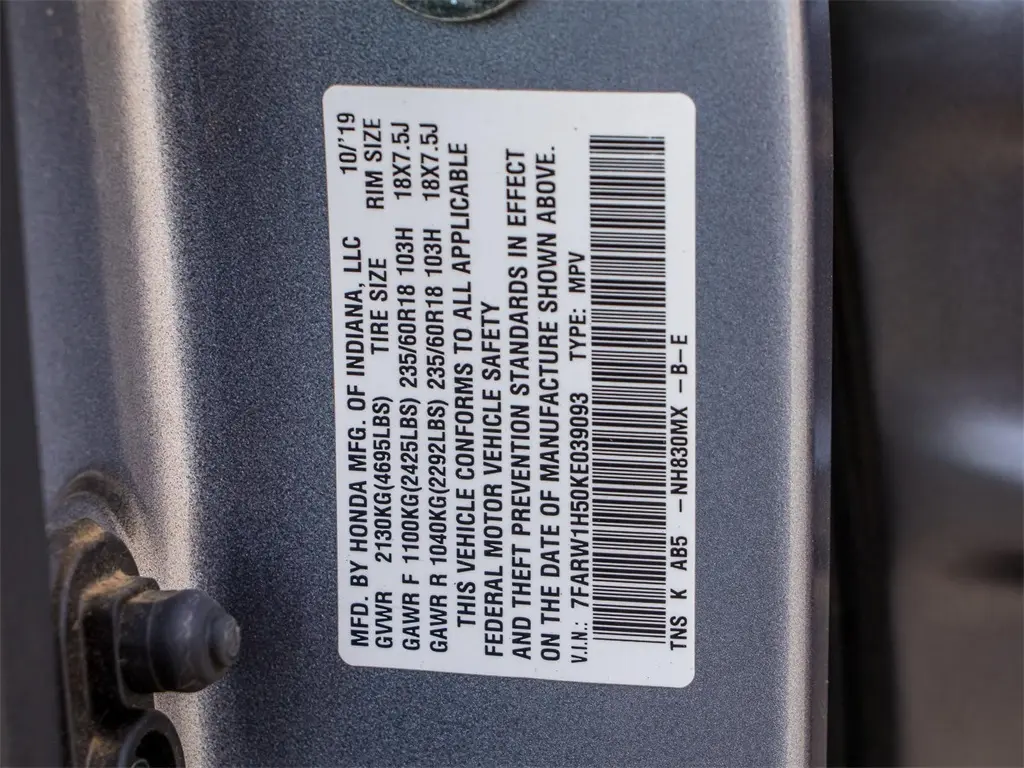 MFD. BY HONDA MFG. OF INDIANA, LLC 10/'19
GVWR 2130KG(4695LBS) TIRE SIZE RIM SIZE
GAWR F 1100KG(2425LBS) 235/60R18 103H 18X7.5J
GAWR R 1040KG(2292LBS) 235/60R18 103H 18X7.5J
THIS VEHICLE CONFORMS TO ALL APPLICABLE
FEDERAL MOTOR VEHICLE SAFETY
AND THEFT PREVENTION STANDARDS IN EFFECT
ON THE DATE OF MANUFACTURE SHOWN ABOVE.
V.I.N.: 7FARW1H50KE039093 TYPE: MPV
TNS K AB5 -NH830MX -B-E